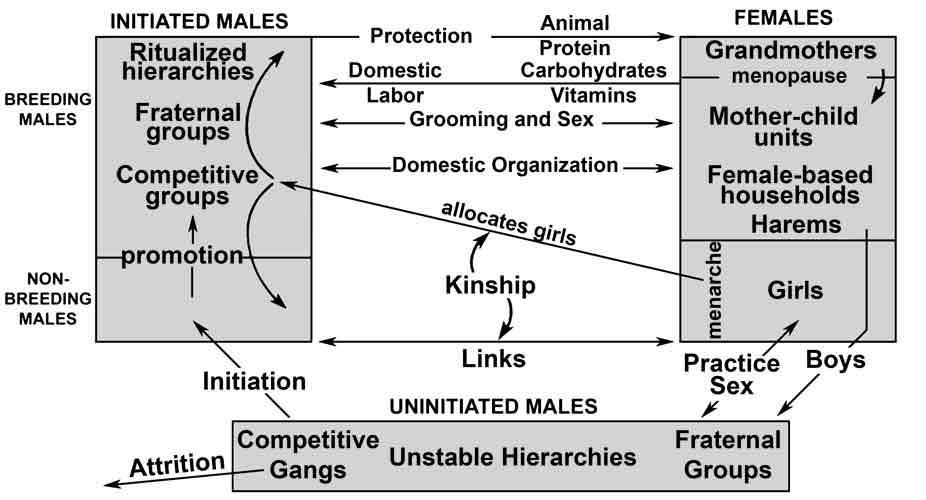 INITIATED MALES
FEMALES
Ritualized
hierarchies
BREEDING
MALES
Fraternal
groups
Competitive
groups
promotion
NON-
BREEDING
MALES
Protection
Animal
Protein
Domestic
Carbohydrates
Labor
Vitamins
Grooming and Sex
Domestic Organization
allocates girls
Kinship
Links
Grandmothers
menopause
Mother-child
units
Female-based
households
Harems
menarche
Girls
Initiation
Practice
Sex
Boys
UNINITIATED MALES
Competitive
Gangs
Unstable Hierarchies
Fraternal
Groups
Attrition